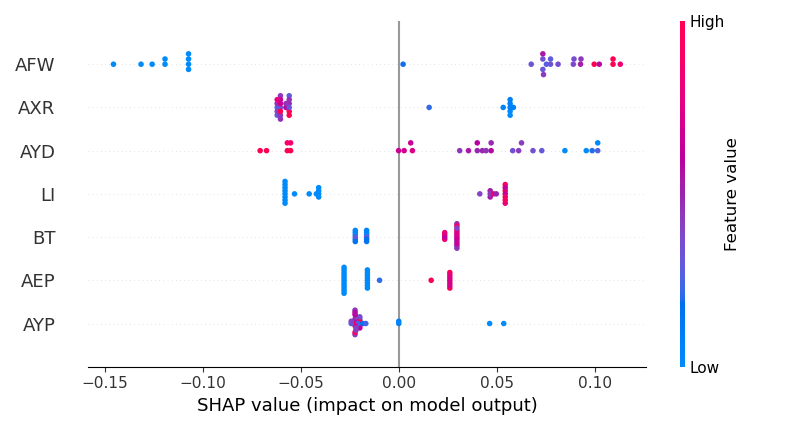 High
AFW
AXR
AYD
LI
BT
AEP
AYP
Feature value
Low
−0.15 −0.10 −0.05 0.00 0.05 0.10
SHAP value (impact on model output)